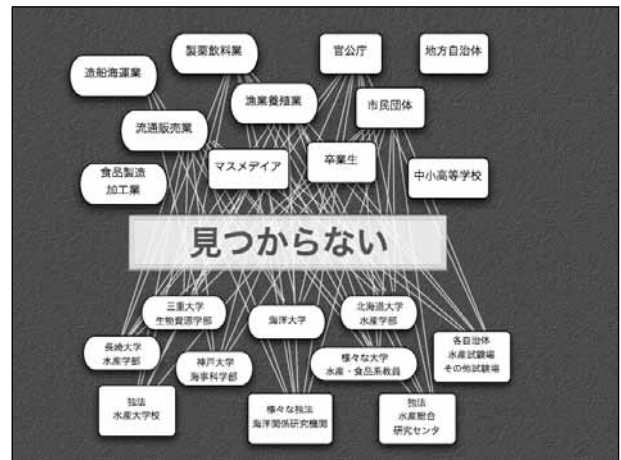 製薬飲料業
官公庁
地方自治体
造船海運業
漁業養殖業
市民団体
流通販売業
マスメデイア
卒業生
食品製造
加工業
中小高等学校
見つからない
三重大学
生物資源学部
海洋大学
北海道大学
水産学部
長崎大学
水産学部
神戸大学
海事科学部
様々な大学
水産・食品系教員
各自治体
水産試験場
その他試験場
独法
水産大学校
様々な独法
海洋関係研究機関
独法
水産総合
研究センタ